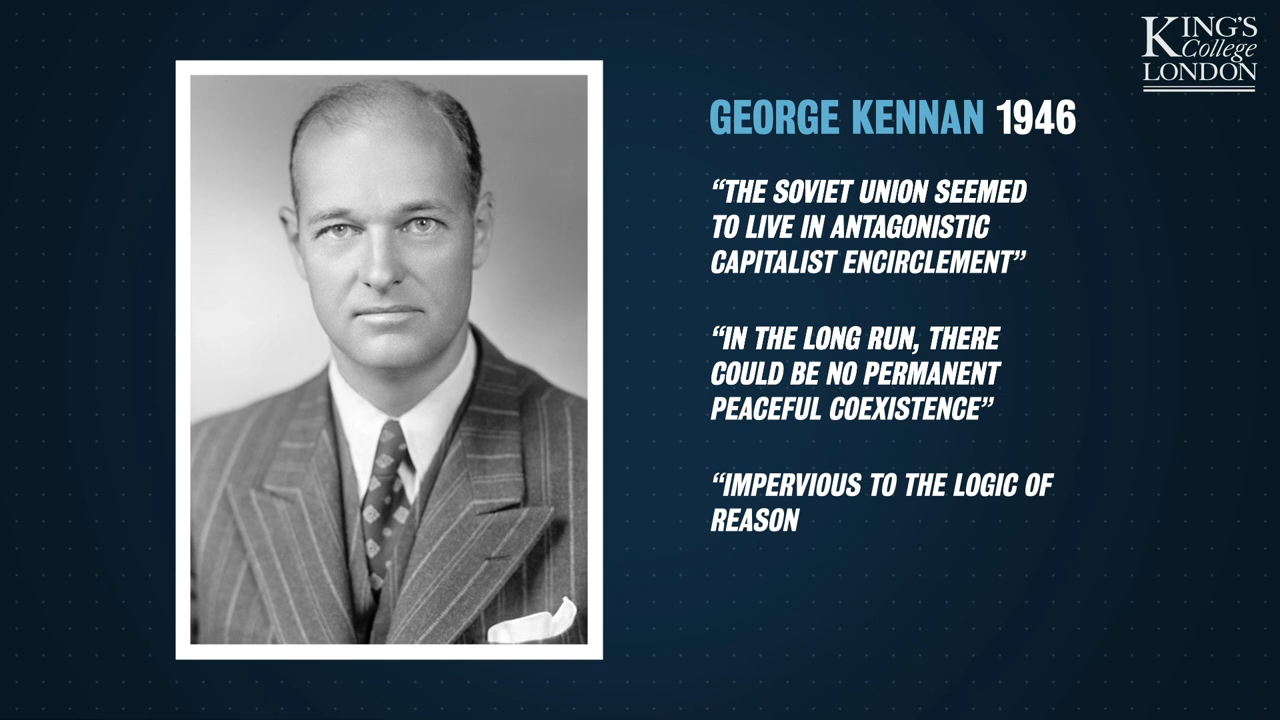 KING'S
College
LONDON
GEORGE KENNAN 1946
“THE SOVIET UNION SEEMED
TO LIVE IN ANTAGONISTIC
CAPITALIST ENCIRCLEMENT”
“IN THE LONG RUN, THERE
COULD BE NO PERMANENT
PEACEFUL COEXISTENCE”
“IMPERVIOUS TO THE LOGIC OF
REASON